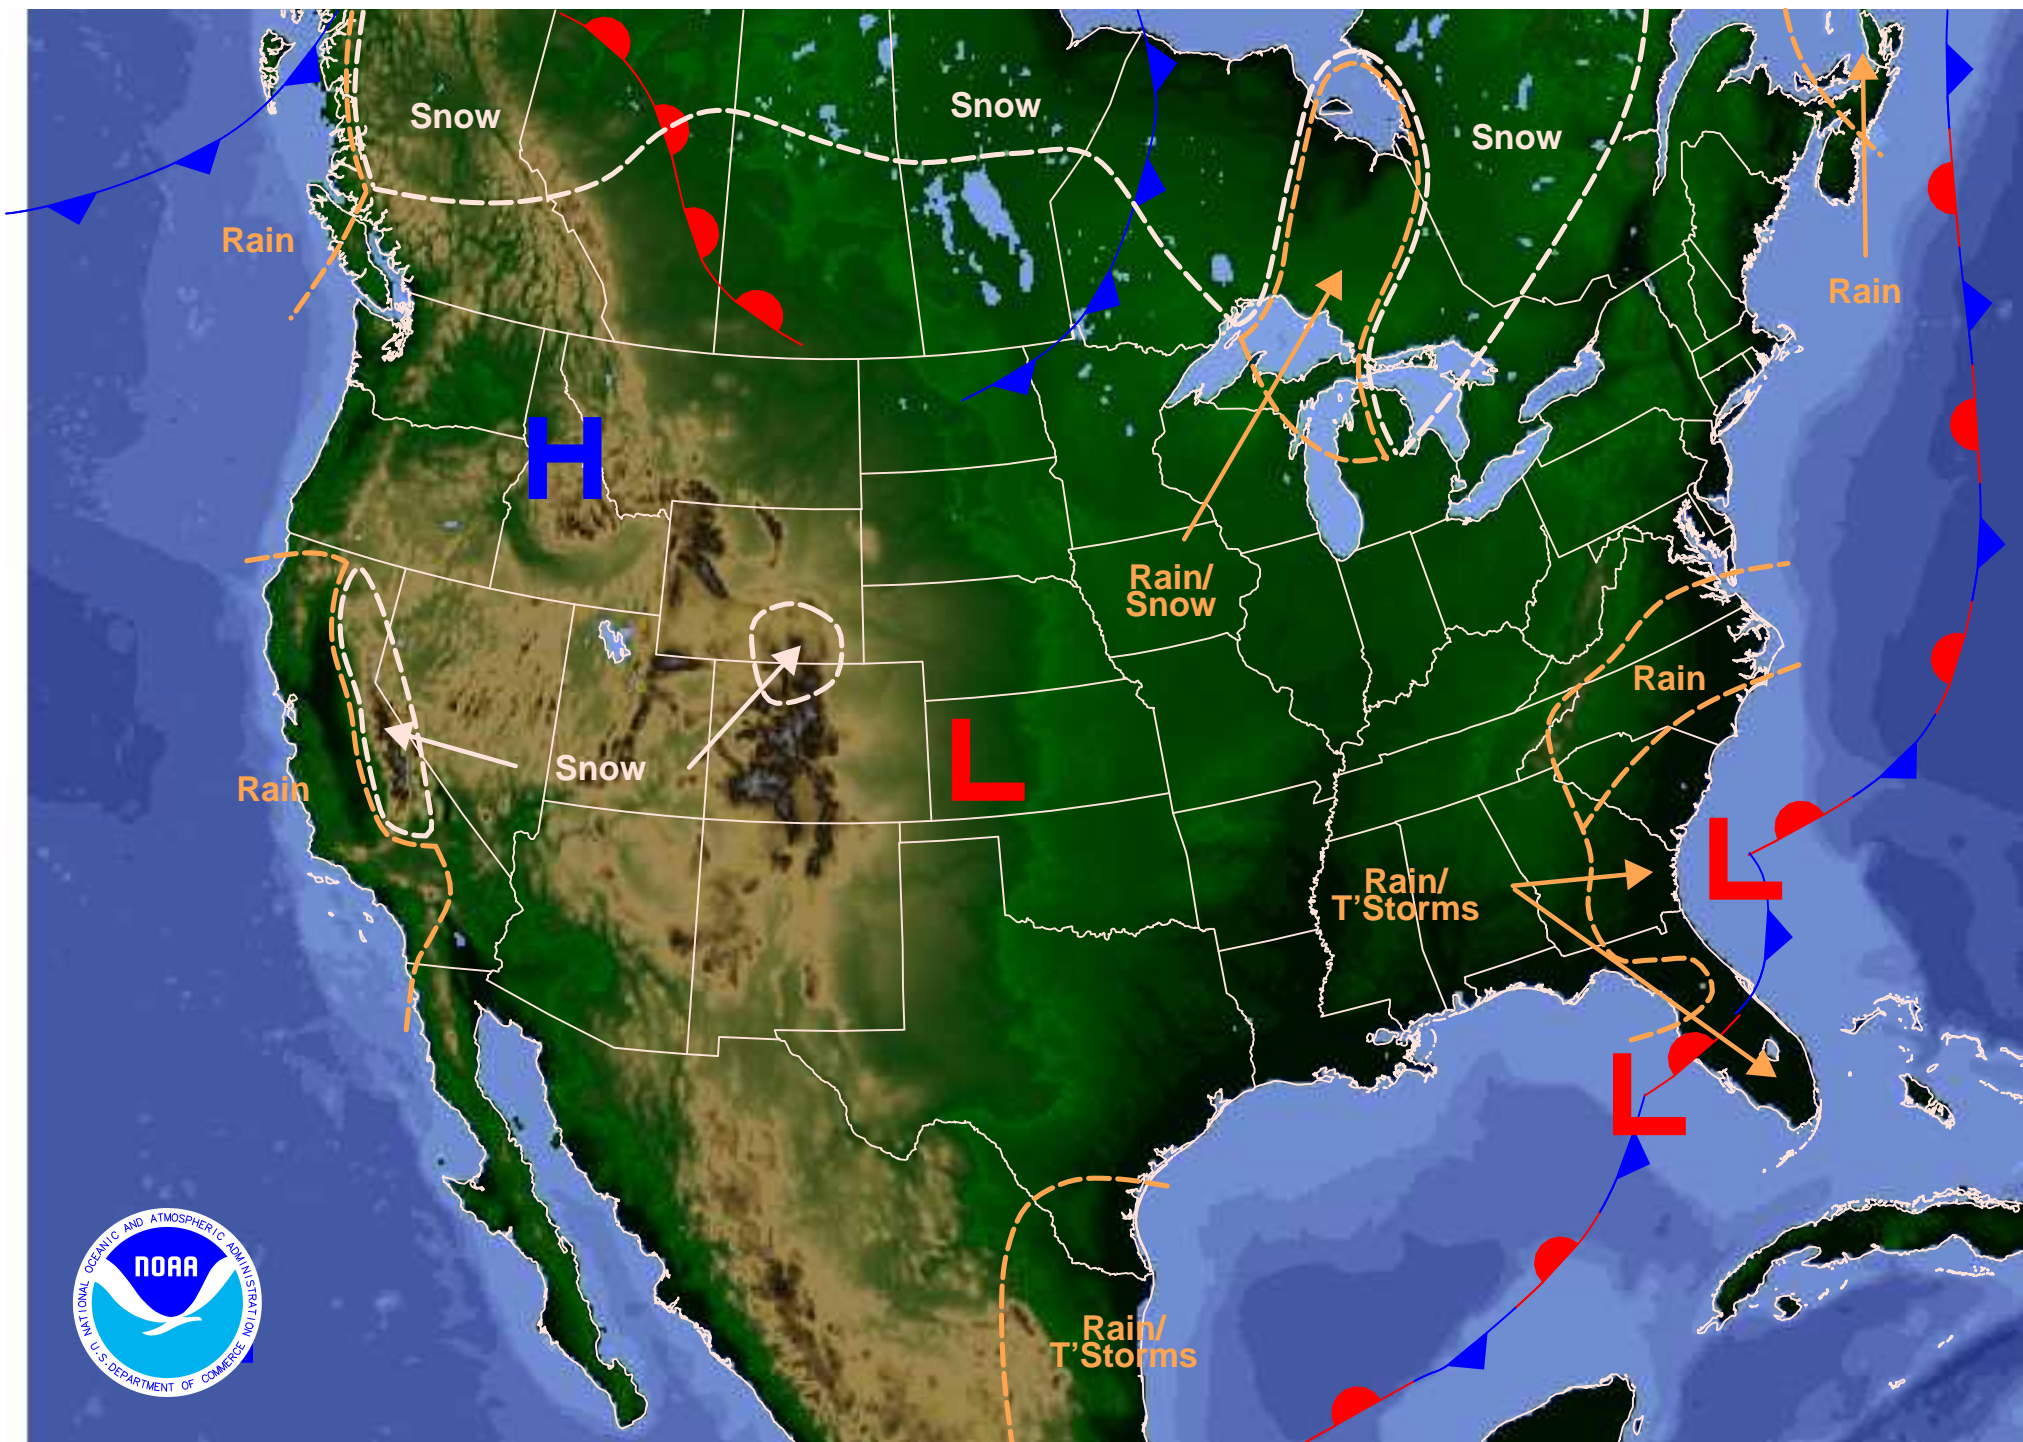 Snow
Snow
Snow
Rain
Rain
H
Rain/
Snow
Rain
Snow
Rain
L
L
Rain/
T'Storms
L
NATIONAL OCEANIC AND ATMOSPHERIC ADMINISTRATION
NOAA
U.S. DEPARTMENT OF COMMERCE
Rain/
T'Storms